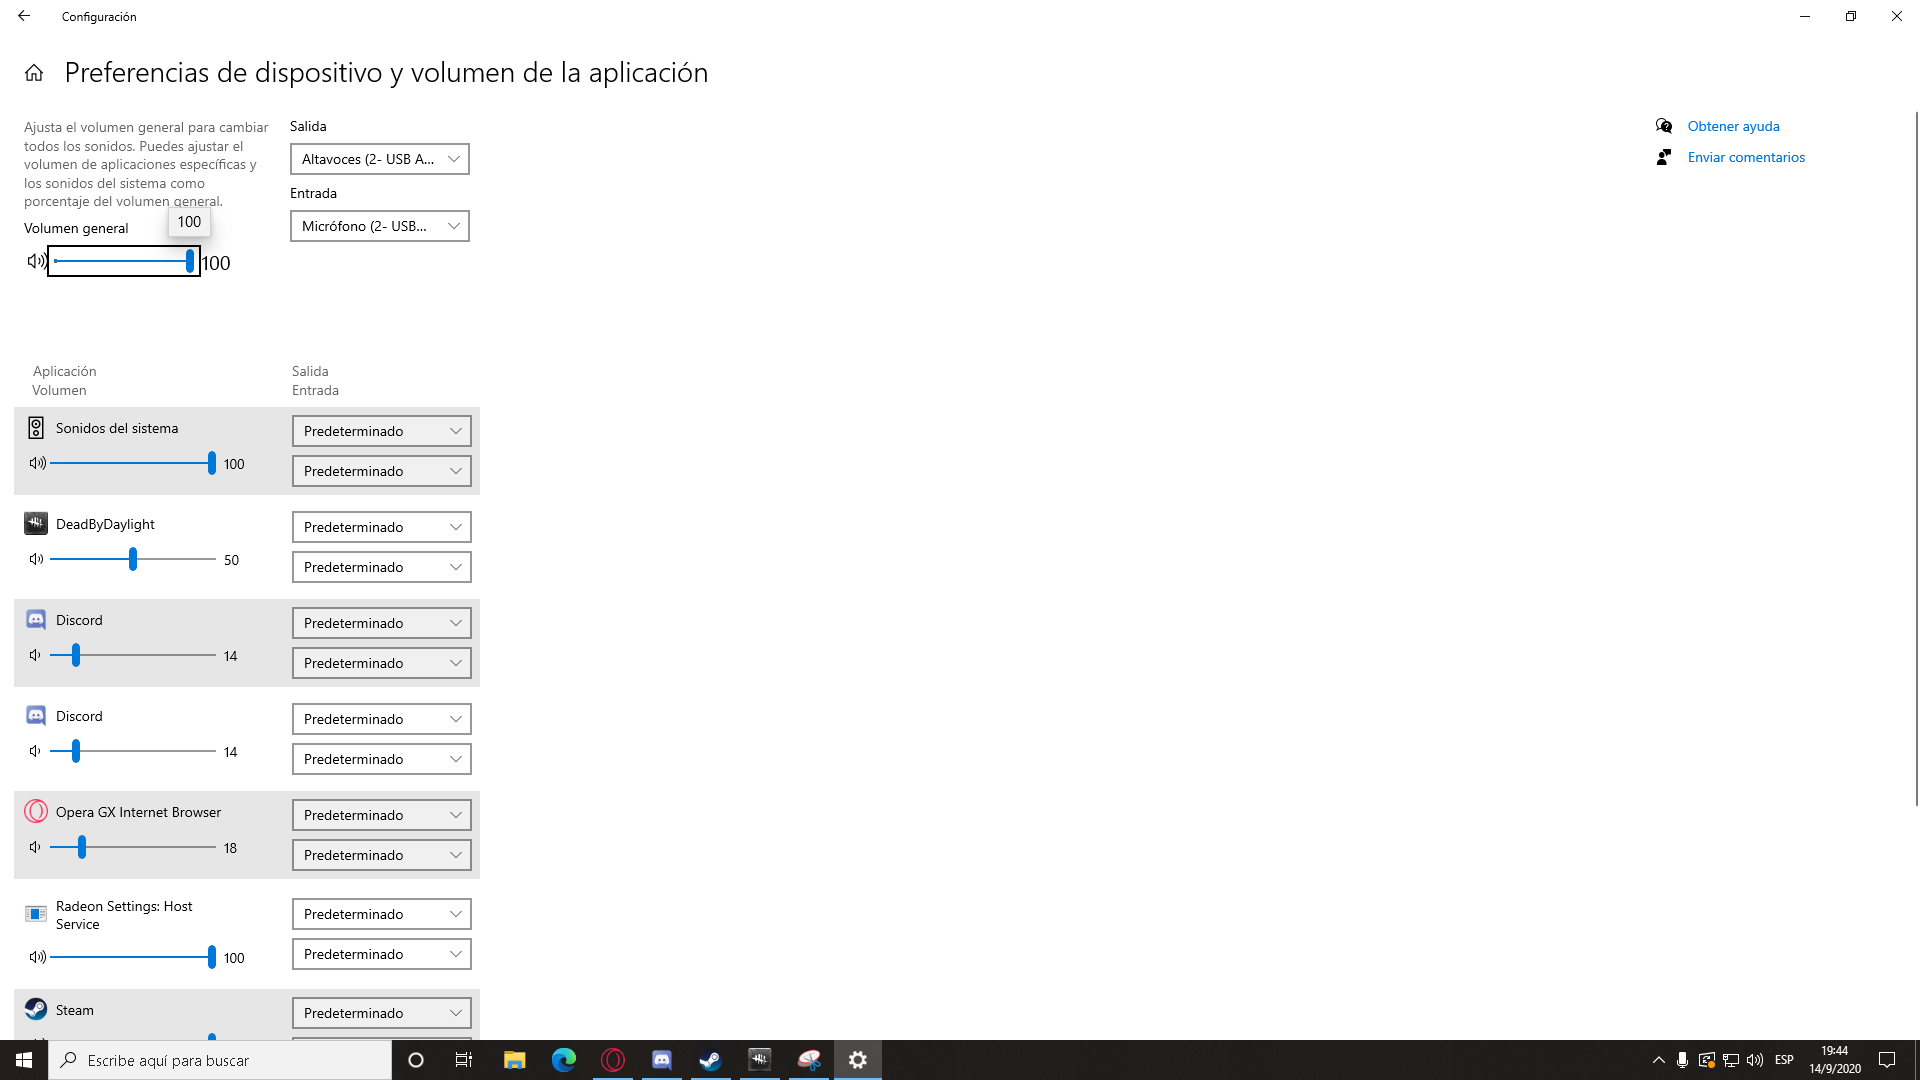 Configuración
Preferencias de dispositivo y volumen de la aplicación
Ajusta el volumen general para cambiar
todos los sonidos. Puedes ajustar el
volumen de aplicaciones específicas y
los sonidos del sistema como
porcentaje del volumen general.
Volumen general
100
100
Salida
Altavoces (2- USB A...
Entrada
Micrófono (2- USB...
Obtener ayuda
Enviar comentarios
Aplicación
Volumen
Salida
Entrada
Sonidos del sistema
100
Predeterminado
Predeterminado
DeadByDaylight
50
Predeterminado
Predeterminado
Discord
14
Predeterminado
Predeterminado
Discord
14
Predeterminado
Predeterminado
Opera GX Internet Browser
18
Predeterminado
Predeterminado
Radeon Settings: Host
Service
100
Predeterminado
Predeterminado
Steam
Predeterminado
Escribe aquí para buscar
ESP
19:44
14/9/2020